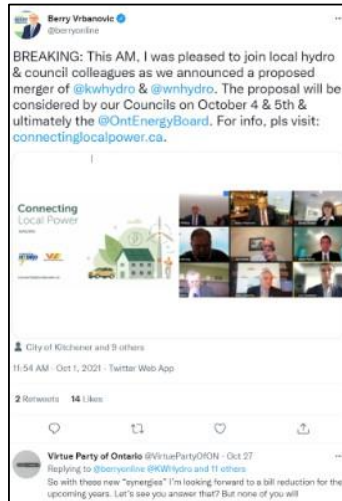 Berry Vrbanovic
@berryonline
BREAKING: This AM, I was pleased to join local hydro
& council colleagues as we announced a proposed
merger of @kwhydro & @wnhydro. The proposal will be
considered by our Councils on October 4 & 5th &
ultimately the @OntEnergyBoard. For info, pls visit:
connectinglocalpower.ca.
Connecting
Local Power
City of Kitchener and 9 others
11:54 AM · Oct 1, 2021 · Twitter Web App
2 Retweets 14 Likes
Virtue Party of Ontario @VirtuePartyOfON · Oct 27
Replying to @berryonline @KWHydro and 11 others
So with these new "synergies" I'm looking forward to a bill reduction for the
upcoming years. Let's see you answer that? But none of you will